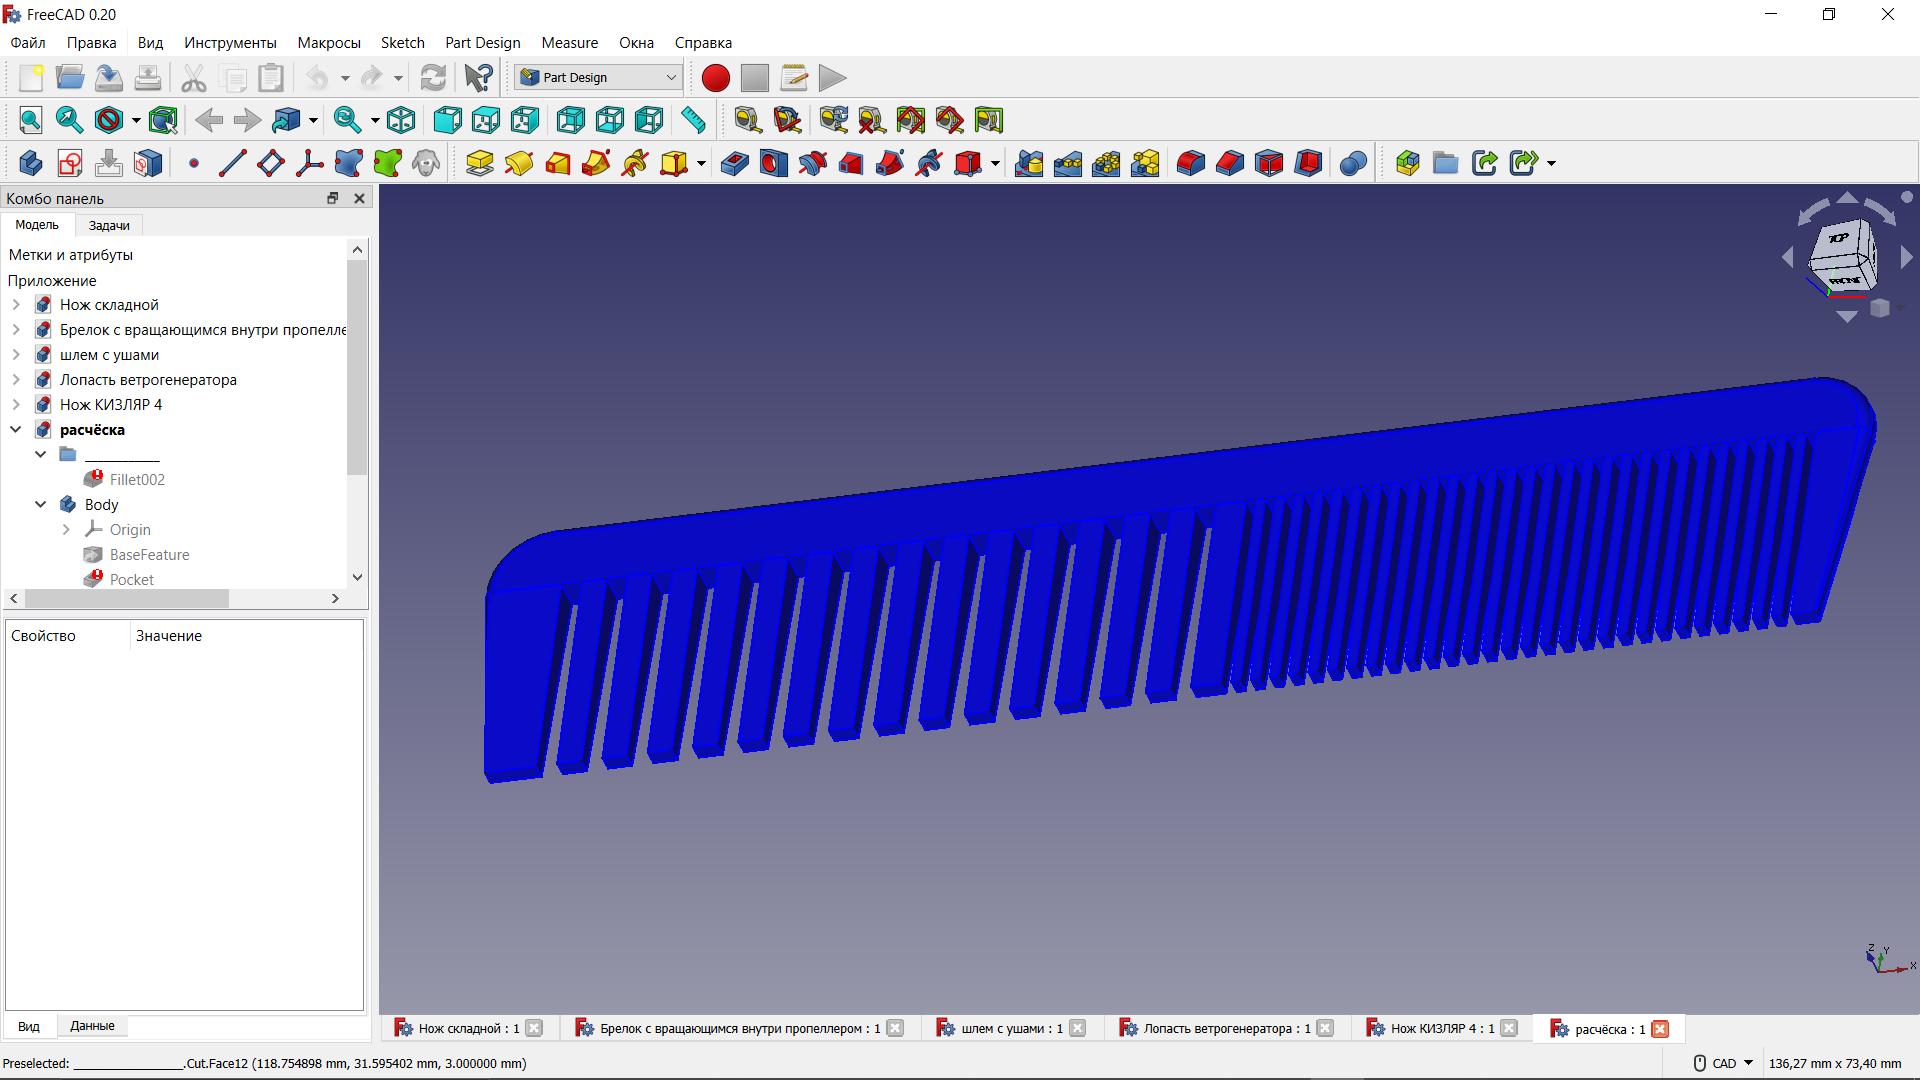 FreeCAD 0.20
Файл Правка Вид Инструменты Макросы Sketch Part Design Measure Окна Справка
Part Design
Комбо панель
Модель Задачи
Метки и атрибуты
Приложение
Нож складной
Брелок с вращающимся внутри пропелле
шлем с ушами
Лопасть ветрогенератора
Нож КИЗЛЯР 4
расчёска
___________
Fillet002
Body
Origin
BaseFeature
Pocket
Свойство Значение
Вид Данные
TOP
FRONT
Z Y X
Нож складной : 1 Брелок с вращающимся внутри пропеллером : 1 шлем с ушами : 1 Лопасть ветрогенератора : 1 Нож КИЗЛЯР 4 : 1 расчёска : 1
Preselected: ________________.Cut.Face12 (118.754898 mm, 31.595402 mm, 3.000000 mm) CAD 136,27 mm x 73,40 mm